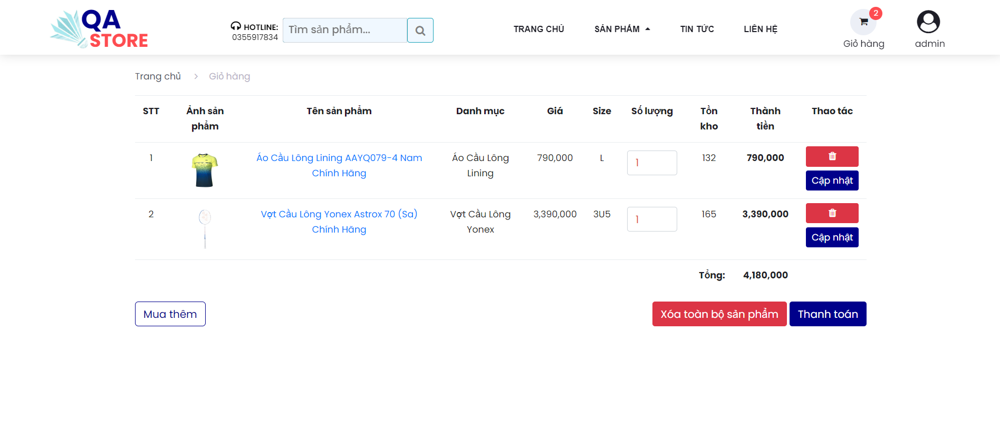 QA
STORE
HOTLINE:
0355917834
Tìm sản phẩm...
TRANG CHỦ
SẢN PHẨM
TIN TỨC
LIÊN HỆ
2
Giỏ hàng
admin
Trang chủ > Giỏ hàng
STT Ảnh sản Tên sản phẩm Danh mục Giá Size Số lượng Tồn Thành Thao tác
phẩm kho tiền
1 Áo Cầu Lông Lining AAYQ079-4 Nam Áo Cầu Lông 790,000 L 1 132 790,000
Chính Hãng Lining
Cập nhật
2 Vợt Cầu Lông Yonex Astrox 70 (Sa) Vợt Cầu Lông 3,390,000 3U5 1 165 3,390,000
Chính Hãng Yonex
Cập nhật
Tổng: 4,180,000
Mua thêm
Xóa toàn bộ sản phẩm
Thanh toán